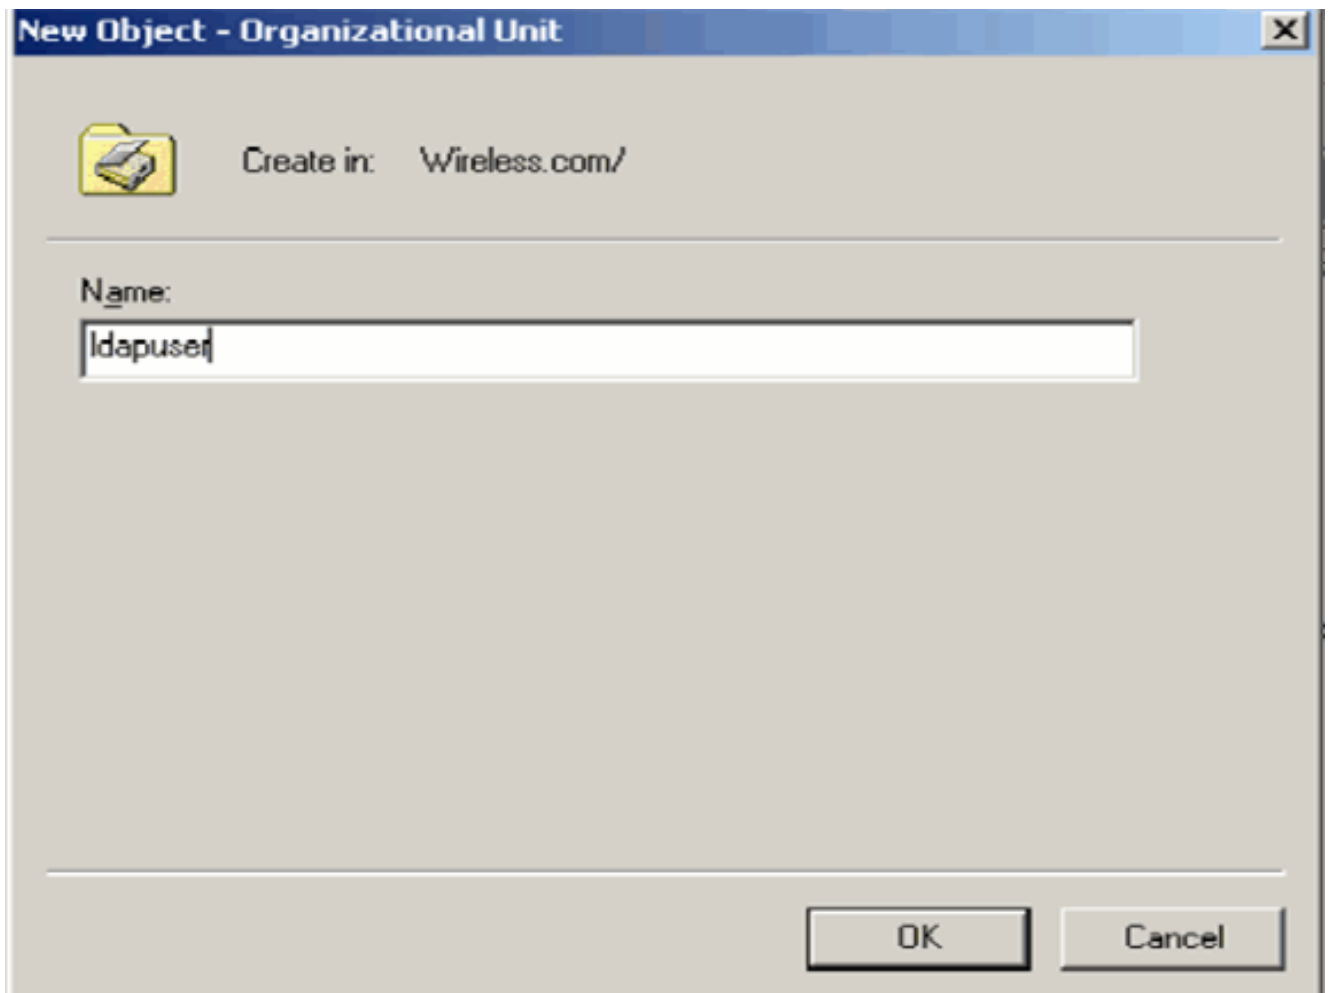 New Object - Organizational Unit
Create in: Wireless.com/
Name:
ldapuser
OK Cancel